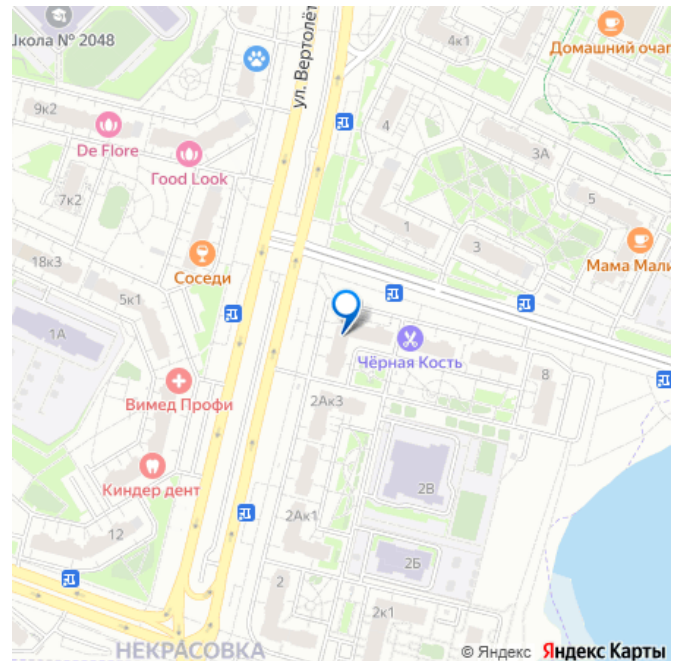 Школа № 2048
ул. Вертолёт
4к1
Домашний очаг
9к2
De Flore
Food Look
4
3А
7к2
5
1
3
Мама Мали
18к3
Соседи
5к1
1А
Чёрная Кость
8
Вимед Профи
2Ак3
Киндер дент
2В
2Ак1
12
2Б
2
2к1
НЕКРАСОВКА
© Яндекс Яндекс Карты